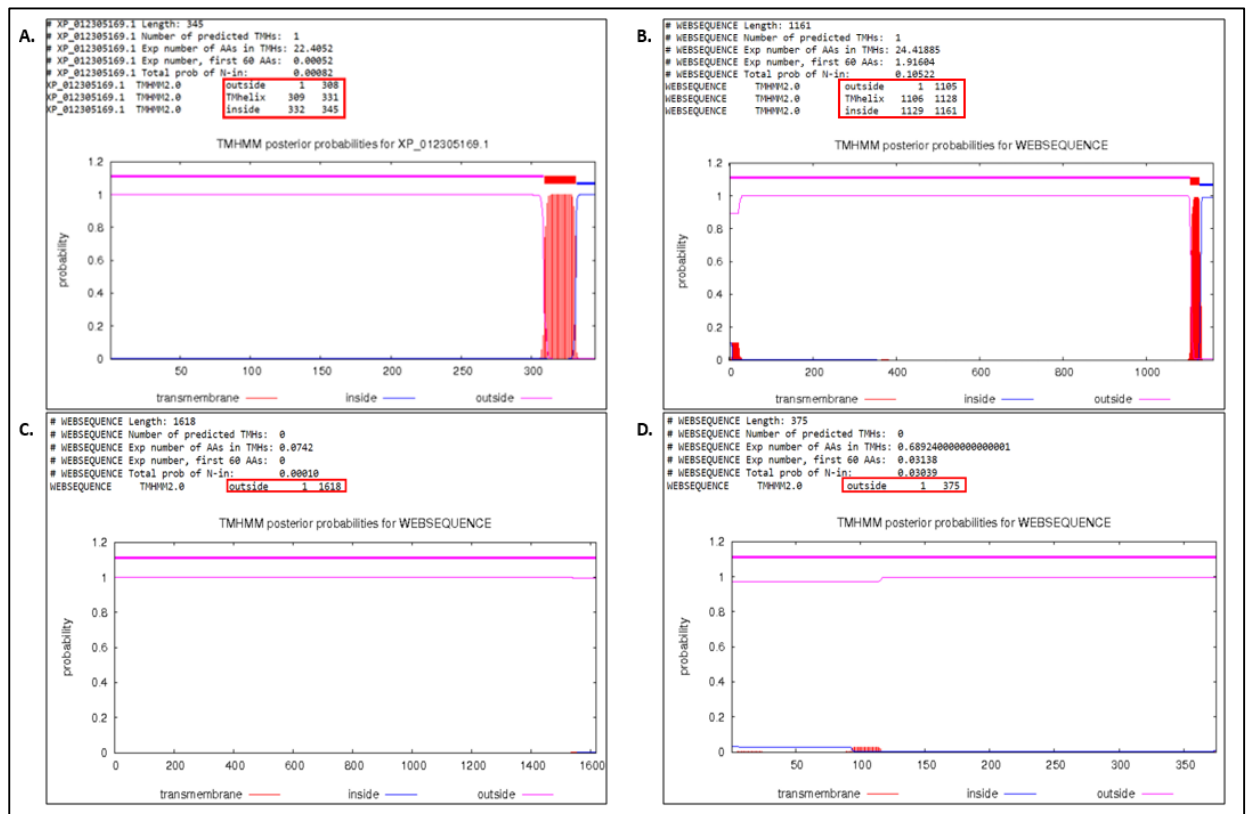 A.
# XP_012305169.1 Length: 345
# XP_012305169.1 Number of predicted TMHs:  1
# XP_012305169.1 Exp number of AAs in TMHs: 22.4052
# XP_012305169.1 Exp number, first 60 AAs:  0.00052
# XP_012305169.1 Total prob of N-in:        0.00082
XP_012305169.1  TMHMM2.0  outside  1  308
XP_012305169.1  TMHMM2.0  TMhelix  309  331
XP_012305169.1  TMHMM2.0  inside  332  345
TMHMM posterior probabilities for XP_012305169.1
probability
1.2
1
0.8
0.6
0.4
0.2
0
50 100 150 200 250 300
transmembrane inside outside
B.
# WEBSEQUENCE Length: 1161
# WEBSEQUENCE Number of predicted TMHs:  1
# WEBSEQUENCE Exp number of AAs in TMHs: 24.41885
# WEBSEQUENCE Exp number, first 60 AAs:  1.91604
# WEBSEQUENCE Total prob of N-in:        0.10522
WEBSEQUENCE  TMHMM2.0  outside  1  1105
WEBSEQUENCE  TMHMM2.0  TMhelix  1106  1128
WEBSEQUENCE  TMHMM2.0  inside  1129  1161
TMHMM posterior probabilities for WEBSEQUENCE
probability
1.2
1
0.8
0.6
0.4
0.2
0
0 200 400 600 800 1000
transmembrane inside outside
C.
# WEBSEQUENCE Length: 1618
# WEBSEQUENCE Number of predicted TMHs:  0
# WEBSEQUENCE Exp number of AAs in TMHs: 0.0742
# WEBSEQUENCE Exp number, first 60 AAs:  0
# WEBSEQUENCE Total prob of N-in:        0.00010
WEBSEQUENCE  TMHMM2.0  outside  1  1618
TMHMM posterior probabilities for WEBSEQUENCE
probability
1.2
1
0.8
0.6
0.4
0.2
0
0 200 400 600 800 1000 1200 1400 1600
transmembrane inside outside
D.
# WEBSEQUENCE Length: 375
# WEBSEQUENCE Number of predicted TMHs:  0
# WEBSEQUENCE Exp number of AAs in TMHs: 0.689240000000000001
# WEBSEQUENCE Exp number, first 60 AAs:  0.03138
# WEBSEQUENCE Total prob of N-in:        0.03039
WEBSEQUENCE  TMHMM2.0  outside  1  375
TMHMM posterior probabilities for WEBSEQUENCE
probability
1.2
1
0.8
0.6
0.4
0.2
0
50 100 150 200 250 300 350
transmembrane inside outside